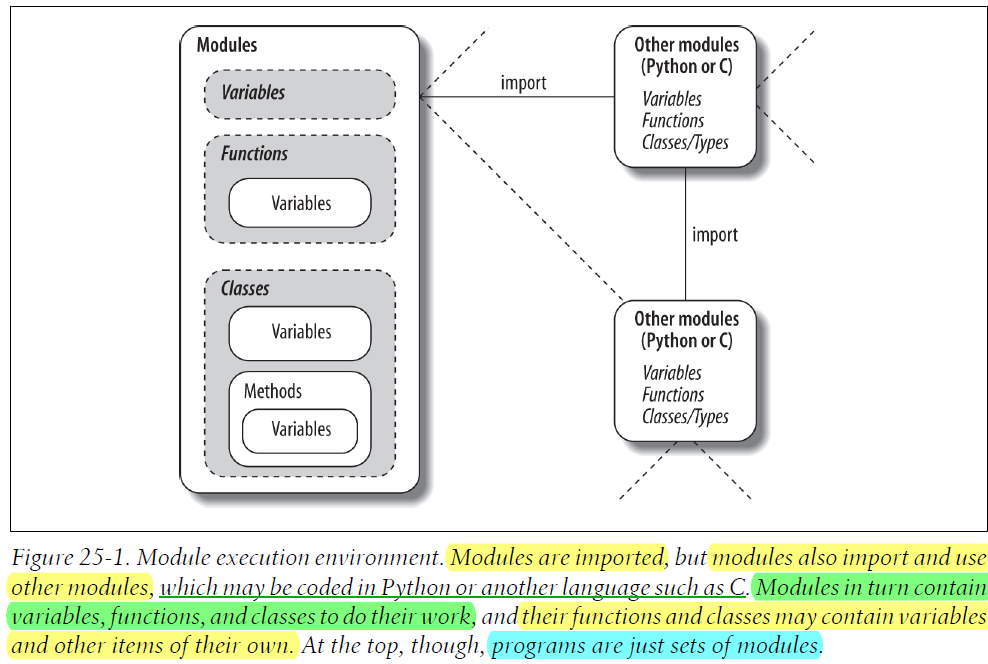 Modules
Variables
Functions
Variables
Classes
Variables
Methods
Variables
import
Other modules
(Python or C)
Variables
Functions
Classes/Types
import
Other modules
(Python or C)
Variables
Functions
Classes/Types
Figure 25-1. Module execution environment. Modules are imported, but modules also import and use
other modules, which may be coded in Python or another language such as C. Modules in turn contain
variables, functions, and classes to do their work, and their functions and classes may contain variables
and other items of their own. At the top, though, programs are just sets of modules.